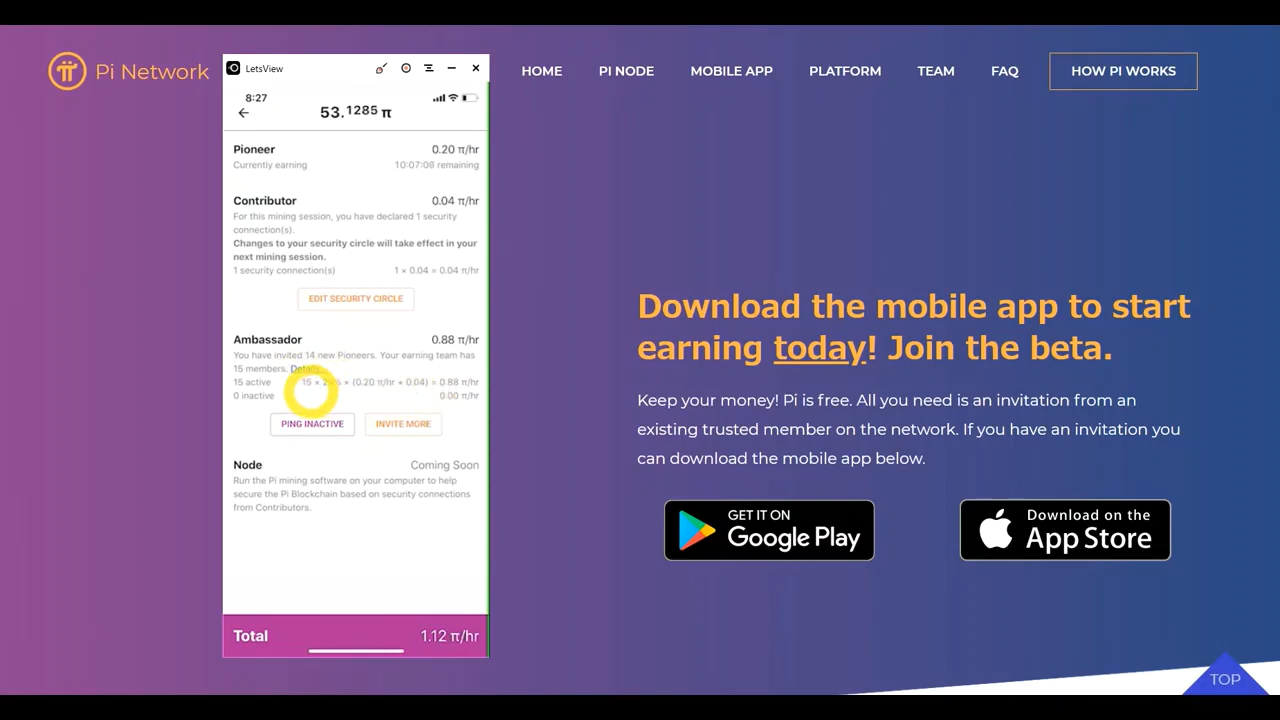 Pi Network
HOME
PI NODE
MOBILE APP
PLATFORM
TEAM
FAQ
HOW PI WORKS
LetsView
8:27
53.1285 π
Pioneer 0.20 π/hr
Currently earning 10:07:06 remaining
Contributor 0.04 π/hr
For this mining session, you have declared 1 security
connection(s).
Changes to your security circle will take effect in your
next mining session.
1 security connection(s) 1 × 0.04 = 0.04 π/hr
EDIT SECURITY CIRCLE
Ambassador 0.88 π/hr
You have invited 14 new Pioneers. Your earning team has
15 members. Details
15 active 15 × × (0.20 π/hr + 0.04) = 0.88 π/hr
0 inactive 0.00 π/hr
PING INACTIVE
INVITE MORE
Node Coming Soon
Run the Pi mining software on your computer to help
secure the Pi Blockchain based on security connections
from Contributors.
Total 1.12 π/hr
Download the mobile app to start
earning today! Join the beta.
Keep your money! Pi is free. All you need is an invitation from an
existing trusted member on the network. If you have an invitation you
can download the mobile app below.
GET IT ON
Google Play
Download on the
App Store
TOP